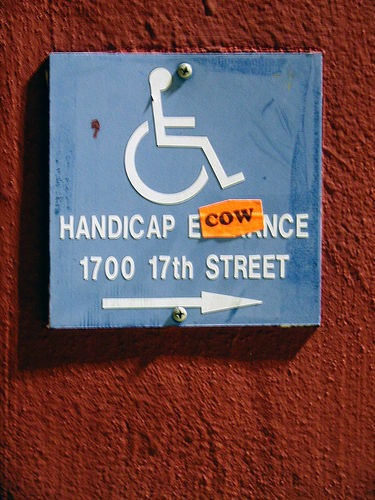 HANDICAP E COW ANCE
1700 17th STREET